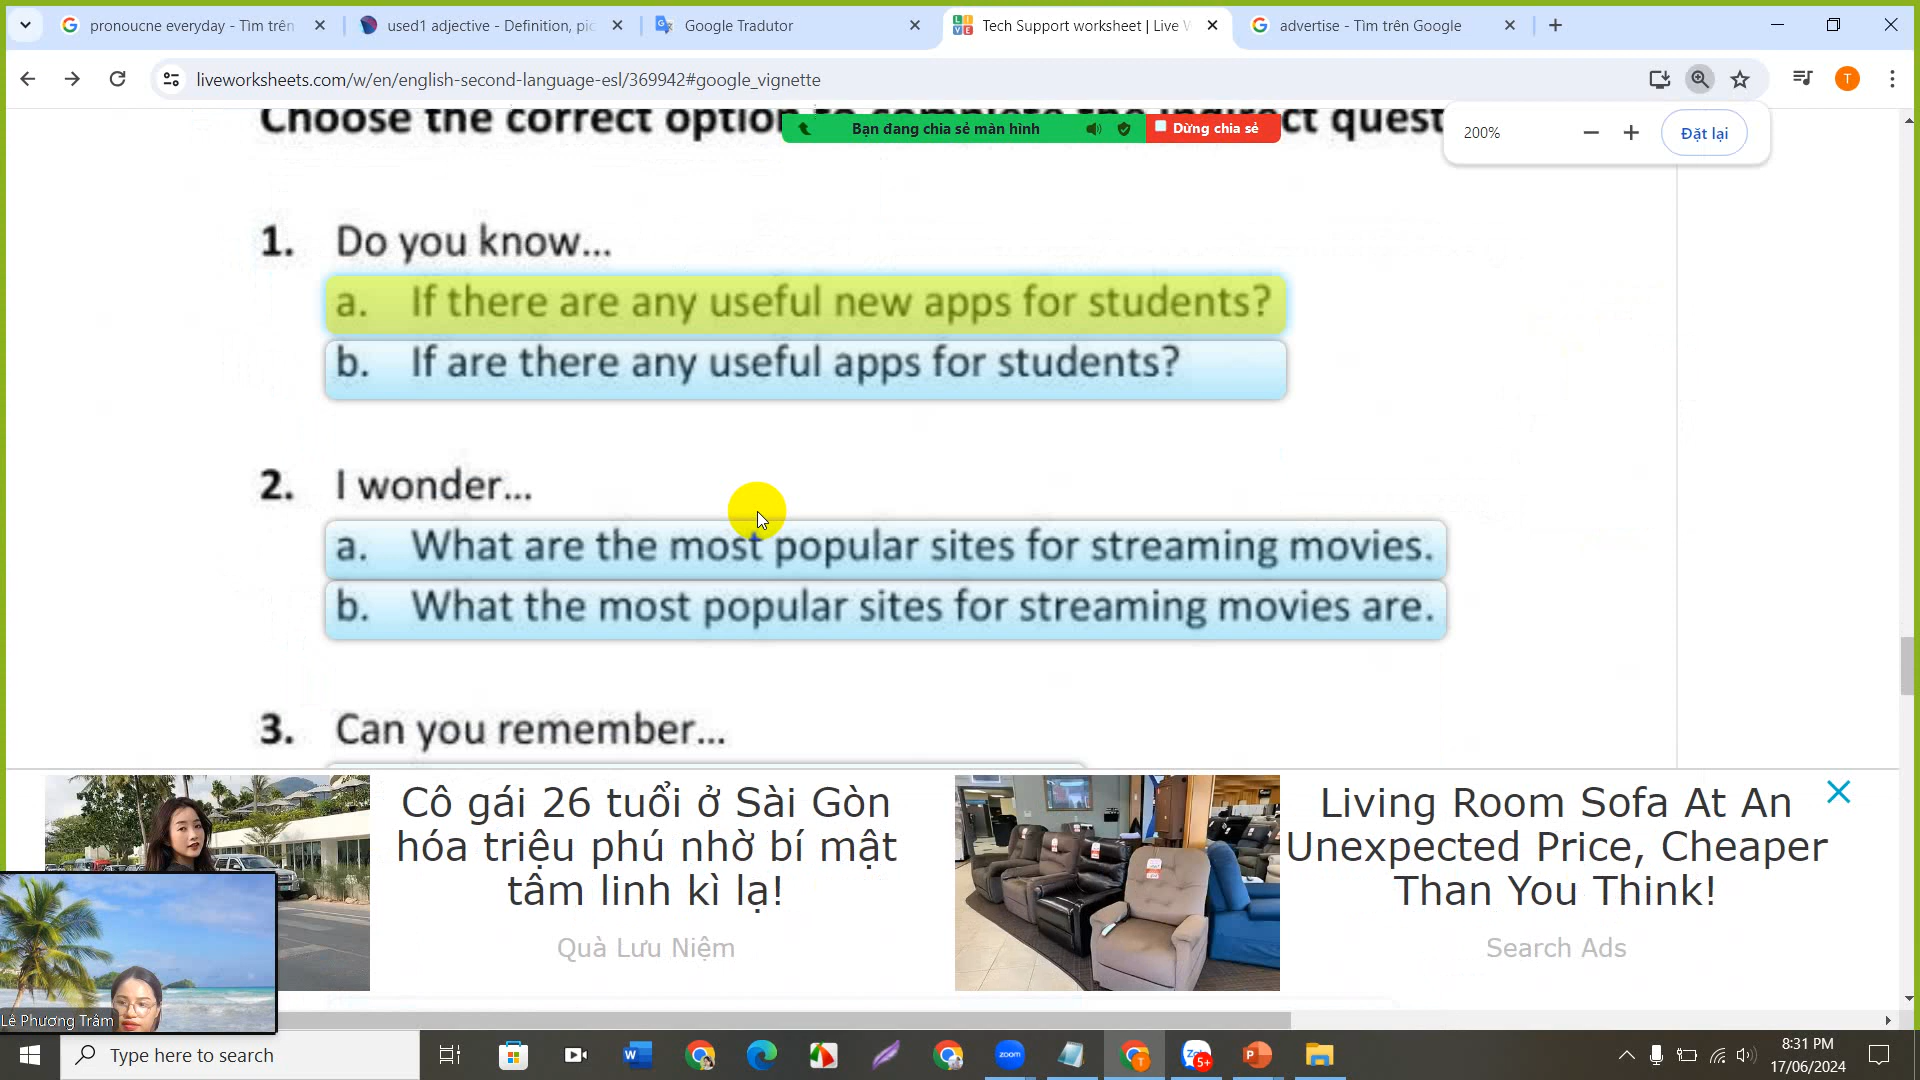 pronoucne everyday - Tìm trên
used1 adjective - Definition, pic
Google Tradutor
Tech Support worksheet | Live W
advertise - Tìm trên Google
liveworksheets.com/w/en/english-second-language-esl/369942#google_vignette
T
Choose the correct option to complete the indirect quest
Bạn đang chia sẻ màn hình
Dừng chia sẻ
200%
Đặt lại
1. Do you know...
a. If there are any useful new apps for students?
b. If are there any useful apps for students?
2. I wonder...
a. What are the most popular sites for streaming movies.
b. What the most popular sites for streaming movies are.
3. Can you remember...
Cô gái 26 tuổi ở Sài Gòn
hóa triệu phú nhờ bí mật
tâm linh kì lạ!
Quà Lưu Niệm
Living Room Sofa At An
Unexpected Price, Cheaper
Than You Think!
Search Ads
Lê Phương Trâm
Type here to search
zoom
5+
8:31 PM
17/06/2024